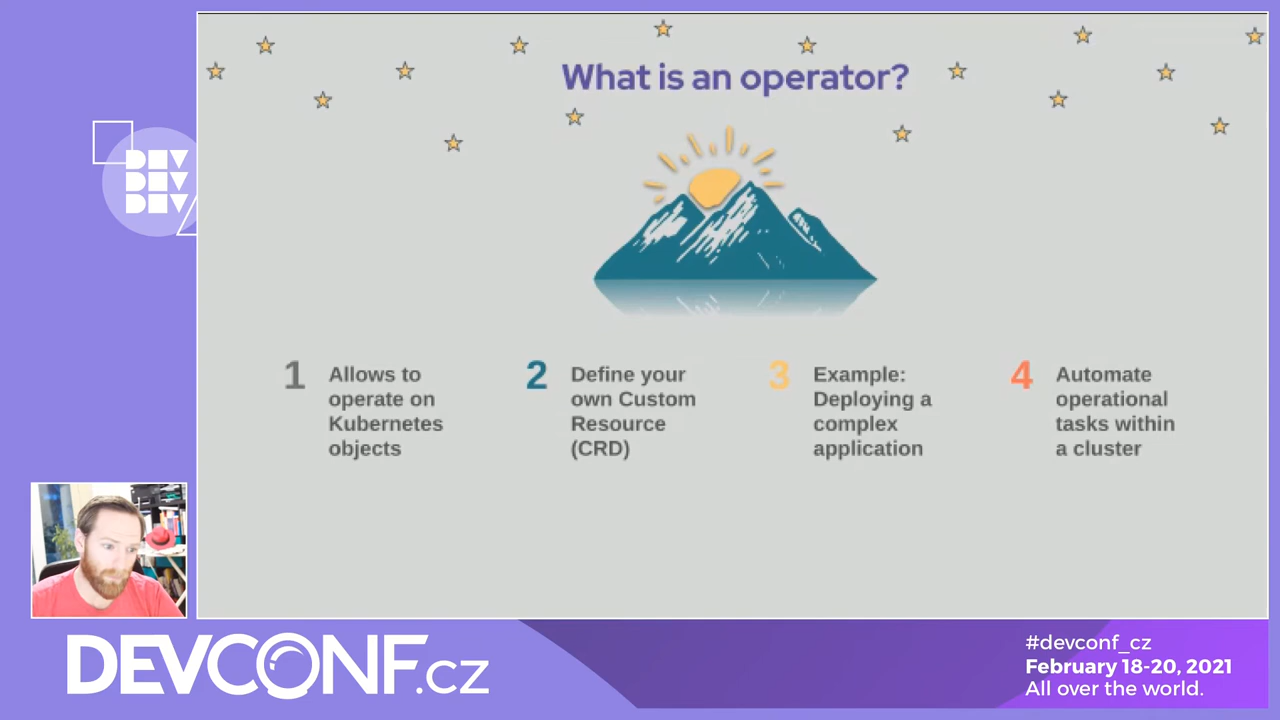 What is an operator?
DEV
DEV
DEV
1
Allows to
operate on
Kubernetes
objects
2
Define your
own Custom
Resource
(CRD)
3
Example:
Deploying a
complex
application
4
Automate
operational
tasks within
a cluster
DEVCONF.cz
#devconf_cz
February 18-20, 2021
All over the world.